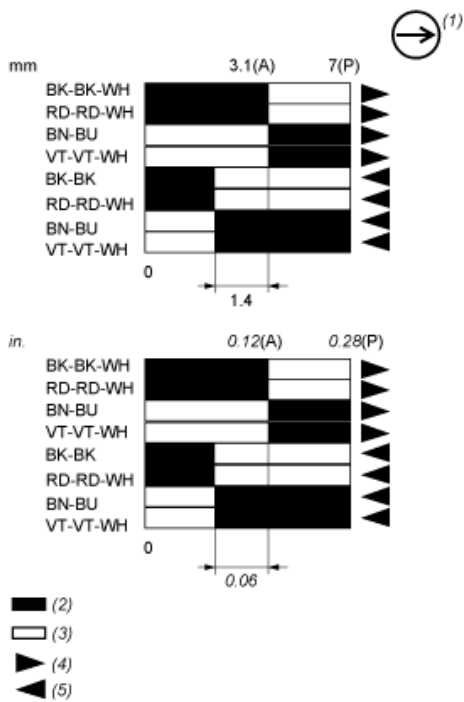 (1)
mm 3.1(A) 7(P)
BK-BK-WH
RD-RD-WH
BN-BU
VT-VT-WH
BK-BK
RD-RD-WH
BN-BU
VT-VT-WH
0
1.4
in. 0.12(A) 0.28(P)
BK-BK-WH
RD-RD-WH
BN-BU
VT-VT-WH
BK-BK
RD-RD-WH
BN-BU
VT-VT-WH
0
0.06
(2)
(3)
(4)
(5)